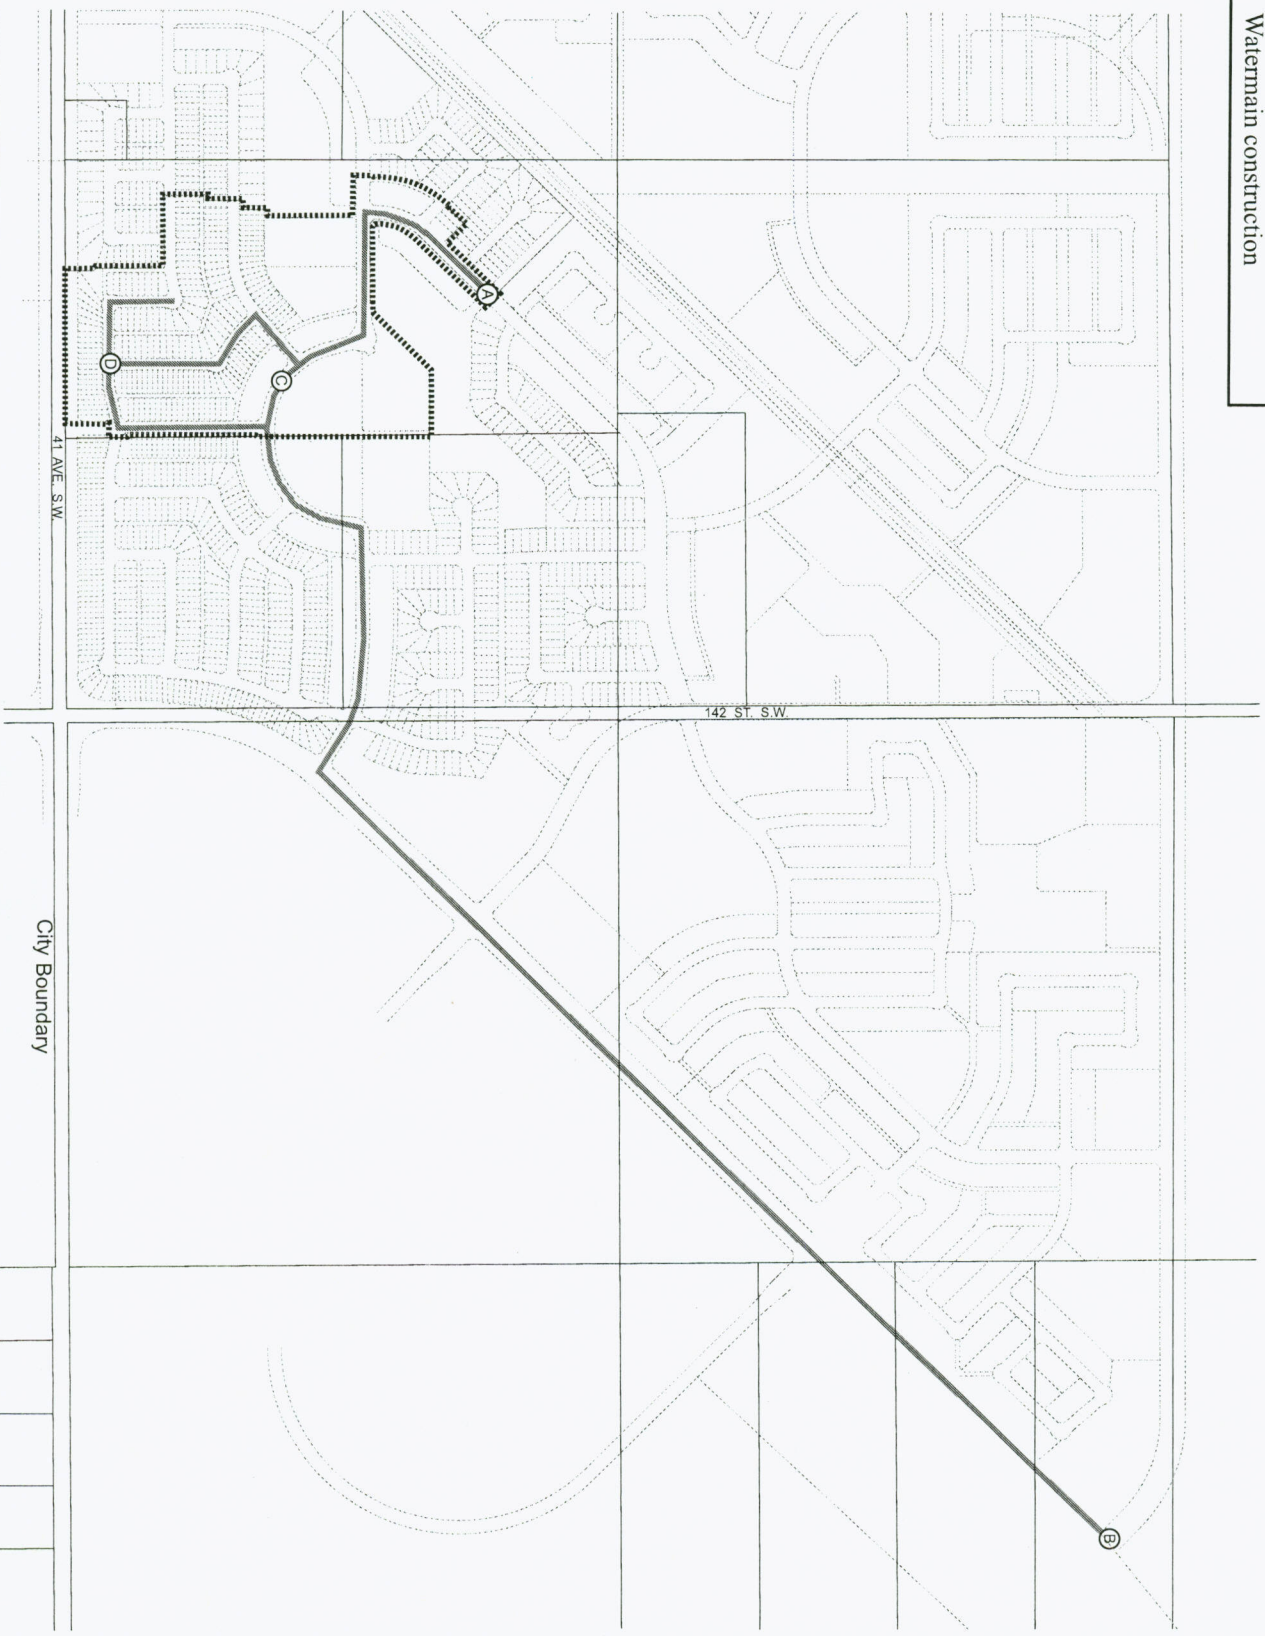 Watermain construction
A
D
C
41 AVE. S.W.
142 ST. S.W.
City Boundary
B